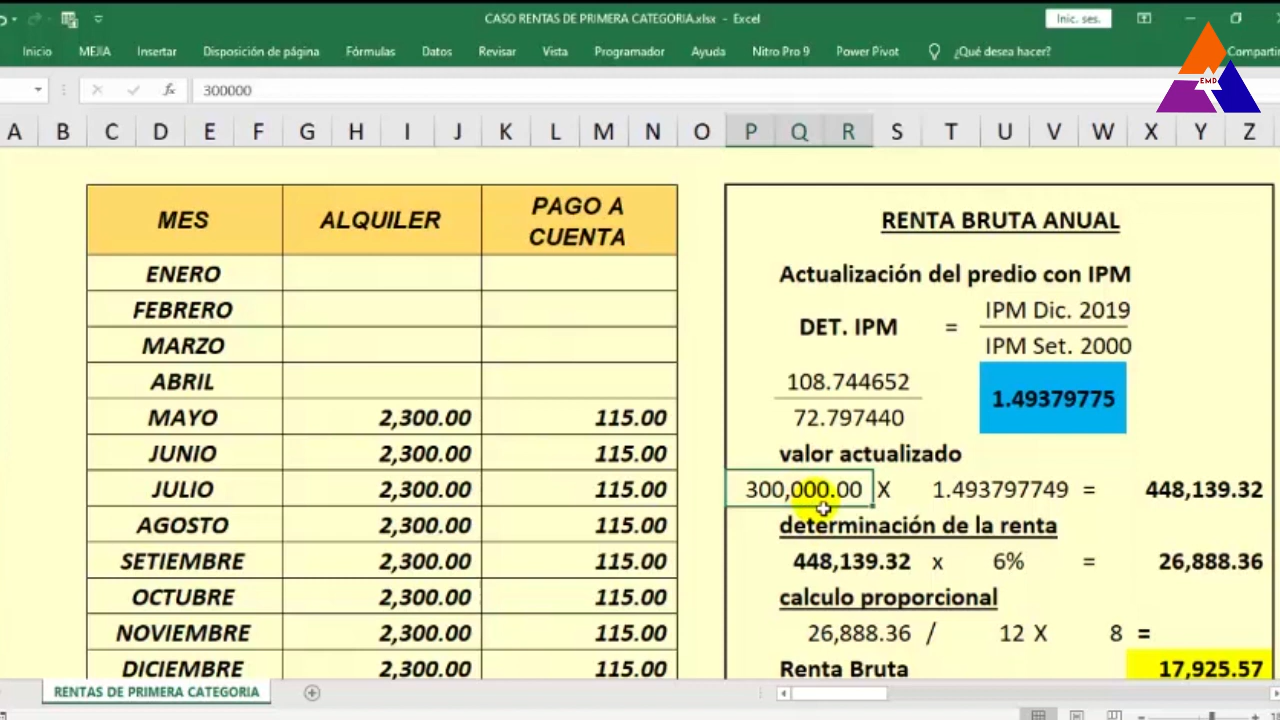 CASO RENTAS DE PRIMERA CATEGORIA.xlsx - Excel
Inic. ses.
Inicio MEJIA Insertar Disposición de página Fórmulas Datos Revisar Vista Programador Ayuda Nitro Pro 9 Power Pivot ¿Qué desea hacer? Compartir
EMD
fx 300000
A B C D E F G H I J K L M N O P Q R S T U V W X Y Z
MES ALQUILER PAGO A CUENTA
ENERO
FEBRERO
MARZO
ABRIL
MAYO 2,300.00 115.00
JUNIO 2,300.00 115.00
JULIO 2,300.00 115.00
AGOSTO 2,300.00 115.00
SETIEMBRE 2,300.00 115.00
OCTUBRE 2,300.00 115.00
NOVIEMBRE 2,300.00 115.00
DICIEMBRE 2,300.00 115.00
RENTA BRUTA ANUAL
Actualización del predio con IPM
IPM Dic. 2019
DET. IPM =
IPM Set. 2000
108.744652
1.49379775
72.797440
valor actualizado
300,000.00 X 1.493797749 = 448,139.32
determinación de la renta
448,139.32 x 6% = 26,888.36
calculo proporcional
26,888.36 / 12 X 8 =
Renta Bruta 17,925.57
RENTAS DE PRIMERA CATEGORIA